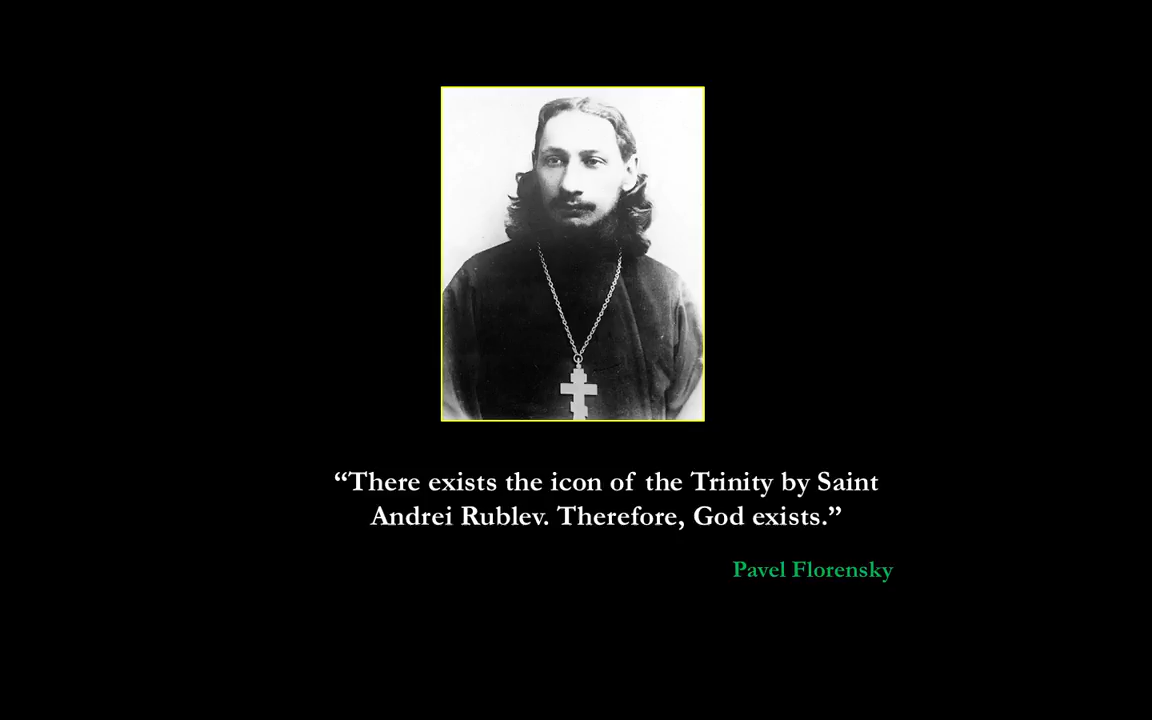 “There exists the icon of the Trinity by Saint
Andrei Rublev. Therefore, God exists.”
Pavel Florensky